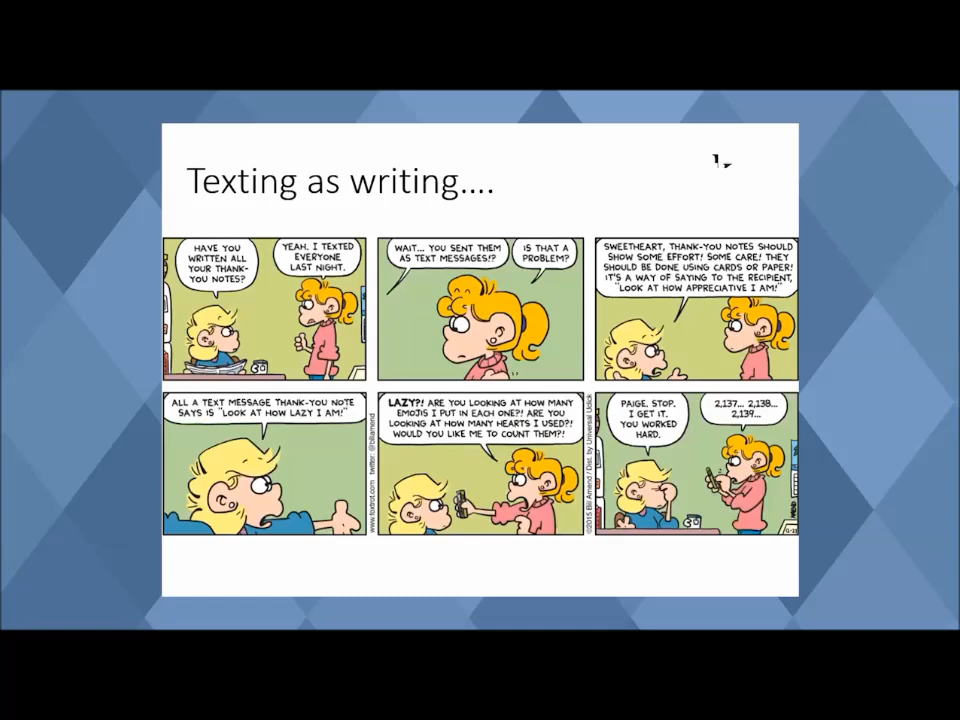 Texting as writing....
HAVE YOU
WRITTEN ALL
YOUR THANK-
YOU NOTES?
YEAH. I TEXTED
EVERYONE
LAST NIGHT.
WAIT... YOU SENT THEM
AS TEXT MESSAGES!?
IS THAT A
PROBLEM?
SWEETHEART, THANK-YOU NOTES SHOULD
SHOW SOME EFFORT! SOME CARE! THEY
SHOULD BE DONE USING CARDS OR PAPER!
IT'S A WAY OF SAYING TO THE RECIPIENT,
"LOOK AT HOW APPRECIATIVE I AM!"
ALL A TEXT MESSAGE THANK-YOU NOTE
SAYS IS "LOOK AT HOW LAZY I AM!"
www.foxtrot.com twitter: @billamend
LAZY?! ARE YOU LOOKING AT HOW MANY
EMOJIS I PUT IN EACH ONE?! ARE YOU
LOOKING AT HOW MANY HEARTS I USED?!
WOULD YOU LIKE ME TO COUNT THEM?!
©2015 Bill Amend / Dist. by Universal Uclick
PAIGE. STOP.
I GET IT.
YOU WORKED
HARD.
2,137... 2,138...
2,139...
AMEND